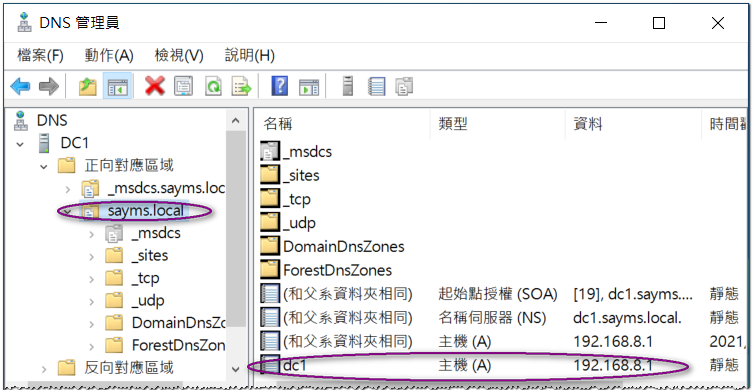 DNS 管理員
檔案(F) 動作(A) 檢視(V) 說明(H)
DNS
DC1
正向對應區域
_msdcs.sayms.loc
sayms.local
_msdcs
_sites
_tcp
_udp
DomainDnsZ
ForestDnsZon
反向對應區域
名稱 類型 資料 時間戳
_msdcs
_sites
_tcp
_udp
DomainDnsZones
ForestDnsZones
(和父系資料夾相同) 起始點授權 (SOA) [19], dc1.sayms.... 靜態
(和父系資料夾相同) 名稱伺服器 (NS) dc1.sayms.local. 靜態
(和父系資料夾相同) 主機 (A) 192.168.8.1 2021,
dc1 主機 (A) 192.168.8.1 靜態